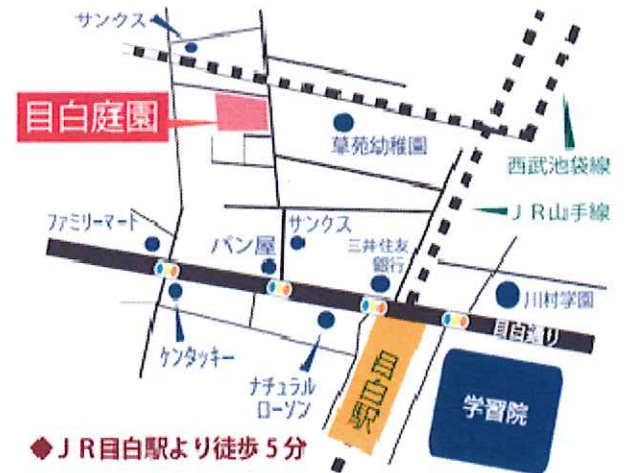 サンクス
目白庭園
草苑幼稚園
西武池袋線
JR山手線
ファミリーマート
パン屋
サンクス
三井住友
銀行
川村学園
目白通り
ケンタッキー
ナチュラル
ローソン
目白駅
学習院
◆JR目白駅より徒歩5分